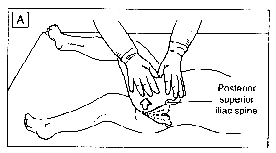 A
Posterior
superior
iliac spine